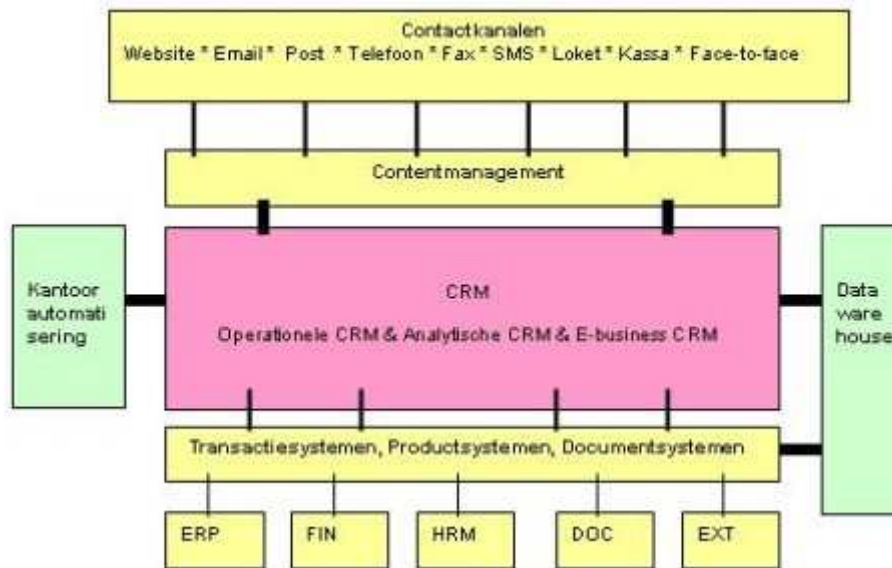 Contactkanalen
Website * Email * Post * Telefoon * Fax * SMS * Loket * Kassa * Face-to-face
Contentmanagement
Kantoor
automati
sering
CRM
Operationele CRM & Analytische CRM & E-business CRM
Data
ware
house
Transactiesystemen, Productsystemen, Documentsystemen
ERP
FIN
HRM
DOC
EXT